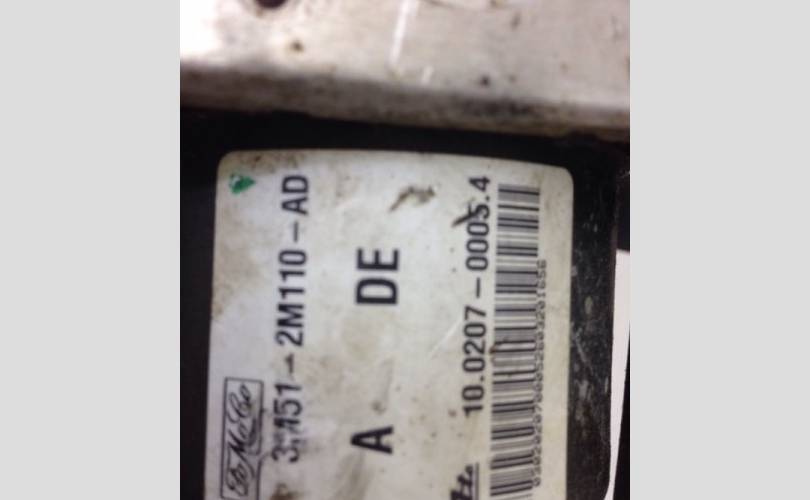 FoMoCo
3M51-2M110-AD
A DE
10.0207-0005.4